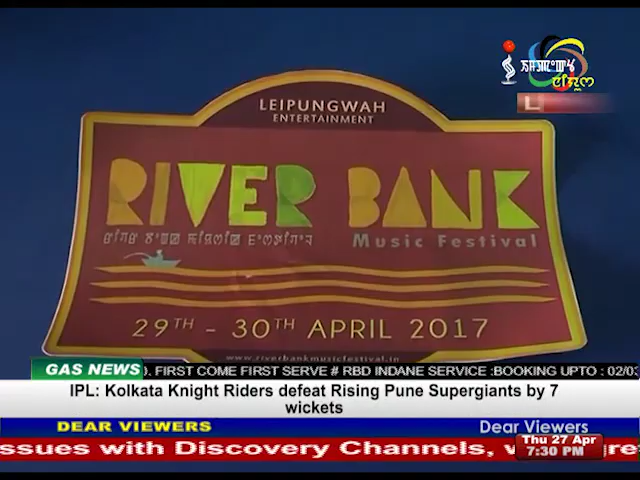 LEIPUNGWAH
ENTERTAINMENT
RIVER BANK
Music Festival
29TH - 30TH APRIL 2017
www.riverbankmusicfestival.in
GAS NEWS
. FIRST COME FIRST SERVE # RBD INDANE SERVICE :BOOKING UPTO : 02/03
IPL: Kolkata Knight Riders defeat Rising Pune Supergiants by 7
wickets
DEAR VIEWERS
Dear Viewers
Thu 27 Apr
7:30 PM
ssues with Discovery Channels,